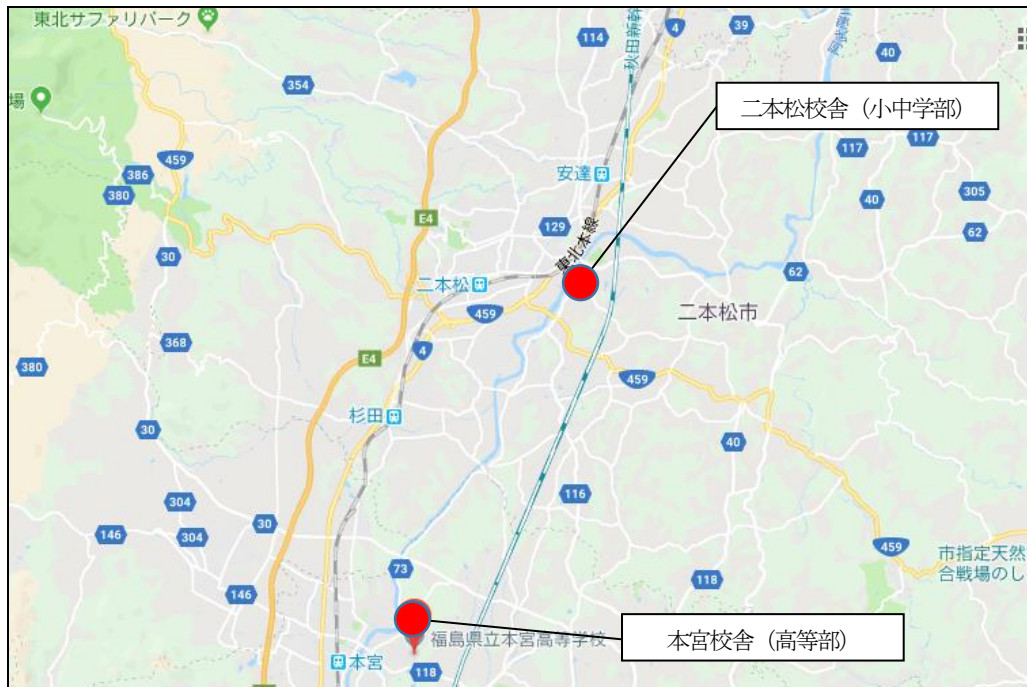 東北サファリパーク
4
39
114
秋田新幹線
40
354
場
二本松校舎（小中学部）
117
117
459
386
380
安達
305
40
E4
129
62
東北本線
30
62
二本松
459
二本松市
368
4
E4
380
459
杉田
30
40
116
304
30
146
304
459
市指定天然
合戦場のし
73
118
146
福島県立本宮高等学校
本宮校舎（高等部）
本宮
118